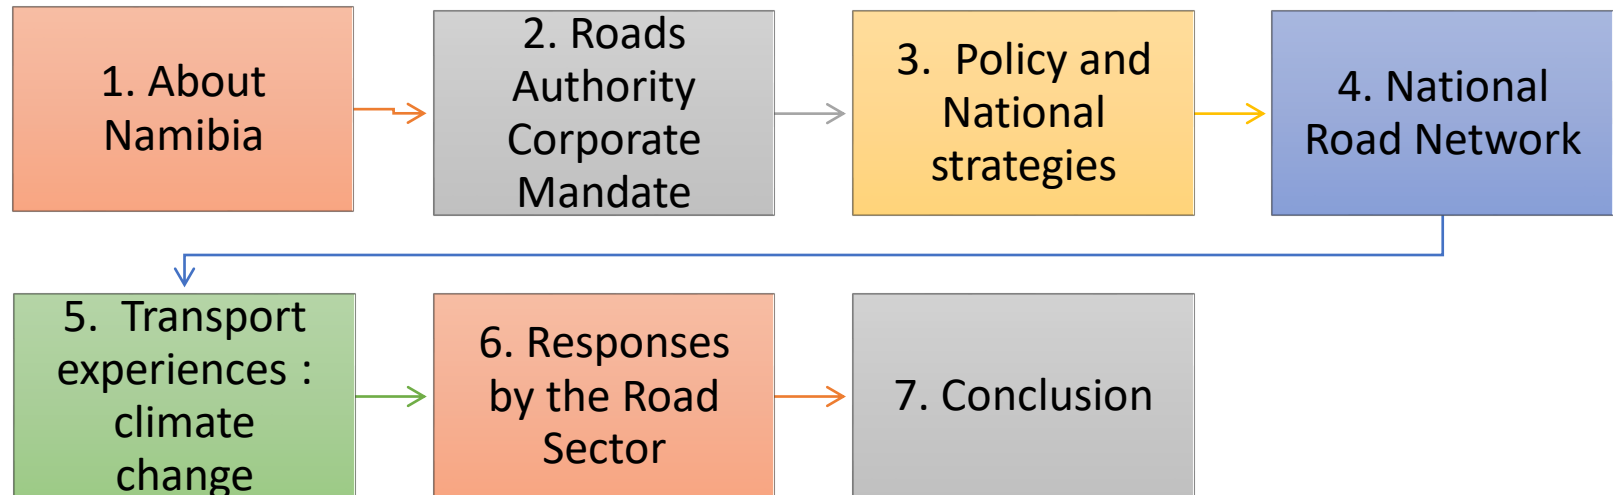 1. About
Namibia
2. Roads
Authority
Corporate
Mandate
3.  Policy and
National
strategies
4. National
Road Network
5.  Transport
experiences :
climate
change
6. Responses
by the Road
Sector
7. Conclusion